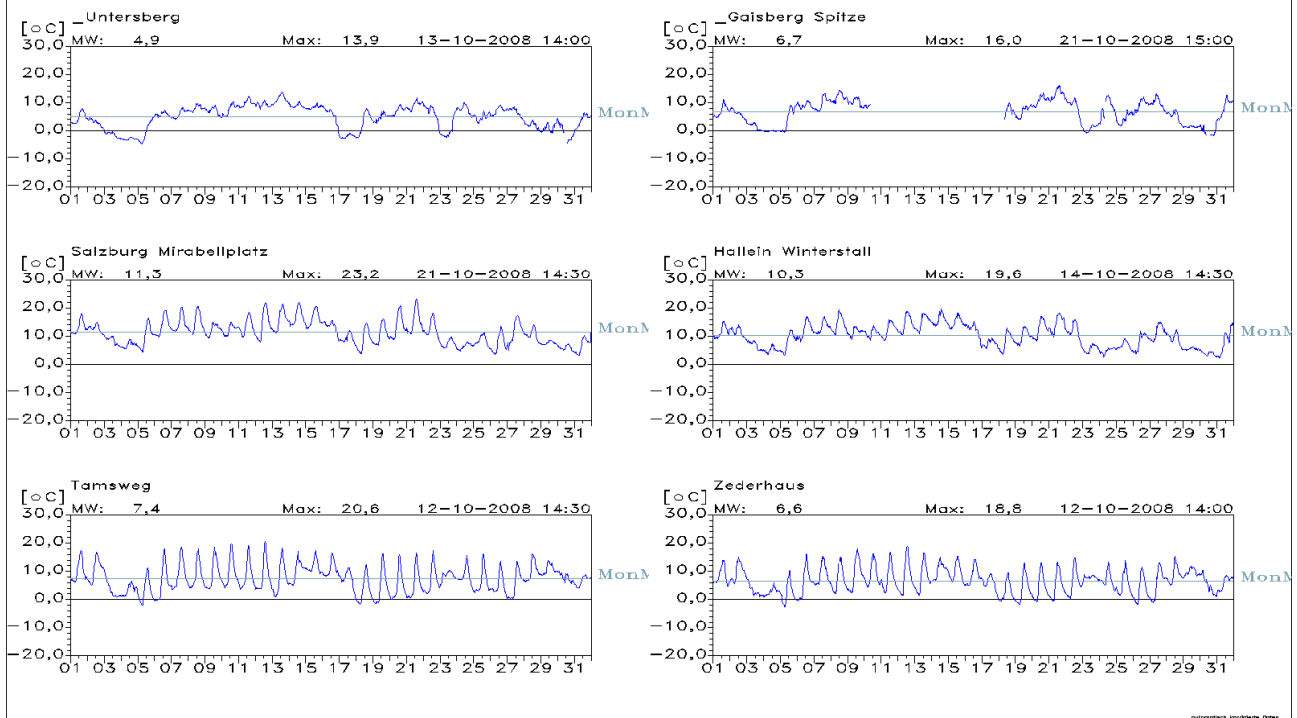 _Untersberg
[○C] MW: 4,9 Max: 13,9 13-10-2008 14:00
30,0
20,0
10,0
0,0
-10,0
-20,0
MonM
01 03 05 07 09 11 13 15 17 19 21 23 25 27 29 31
_Gaisberg Spitze
[○C] MW: 6,7 Max: 16,0 21-10-2008 15:00
30,0
20,0
10,0
0,0
-10,0
-20,0
MonM
01 03 05 07 09 11 13 15 17 19 21 23 25 27 29 31
Salzburg Mirabellplatz
[○C] MW: 11,3 Max: 23,2 21-10-2008 14:30
30,0
20,0
10,0
0,0
-10,0
-20,0
MonM
01 03 05 07 09 11 13 15 17 19 21 23 25 27 29 31
Hallein Winterstall
[○C] MW: 10,3 Max: 19,6 14-10-2008 14:30
30,0
20,0
10,0
0,0
-10,0
-20,0
MonM
01 03 05 07 09 11 13 15 17 19 21 23 25 27 29 31
Tamsweg
[○C] MW: 7,4 Max: 20,6 12-10-2008 14:30
30,0
20,0
10,0
0,0
-10,0
-20,0
MonM
01 03 05 07 09 11 13 15 17 19 21 23 25 27 29 31
Zederhaus
[○C] MW: 6,6 Max: 18,8 12-10-2008 14:00
30,0
20,0
10,0
0,0
-10,0
-20,0
MonM
01 03 05 07 09 11 13 15 17 19 21 23 25 27 29 31